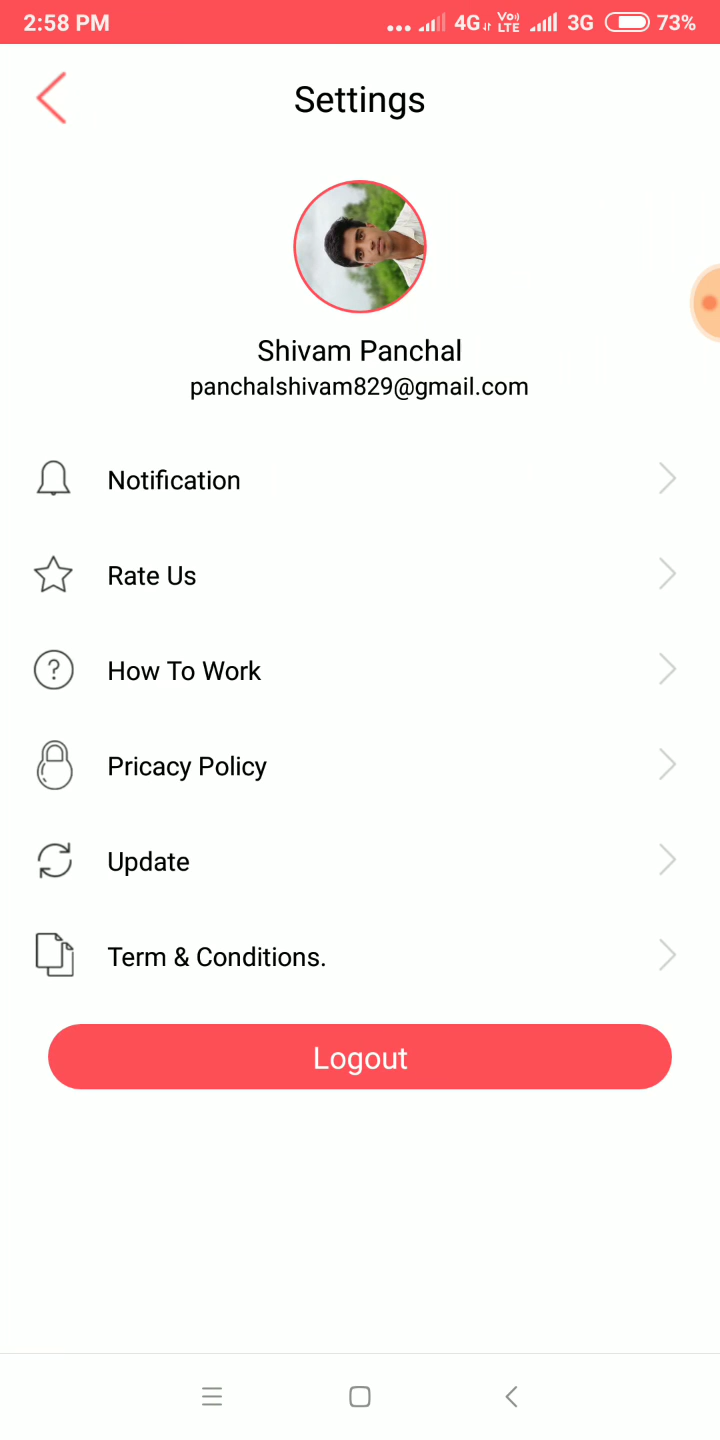 2:58 PM 4G VoLTE 3G 73%
Settings
Shivam Panchal
panchalshivam829@gmail.com
Notification
Rate Us
? How To Work
Pricacy Policy
Update
Term & Conditions.
Logout